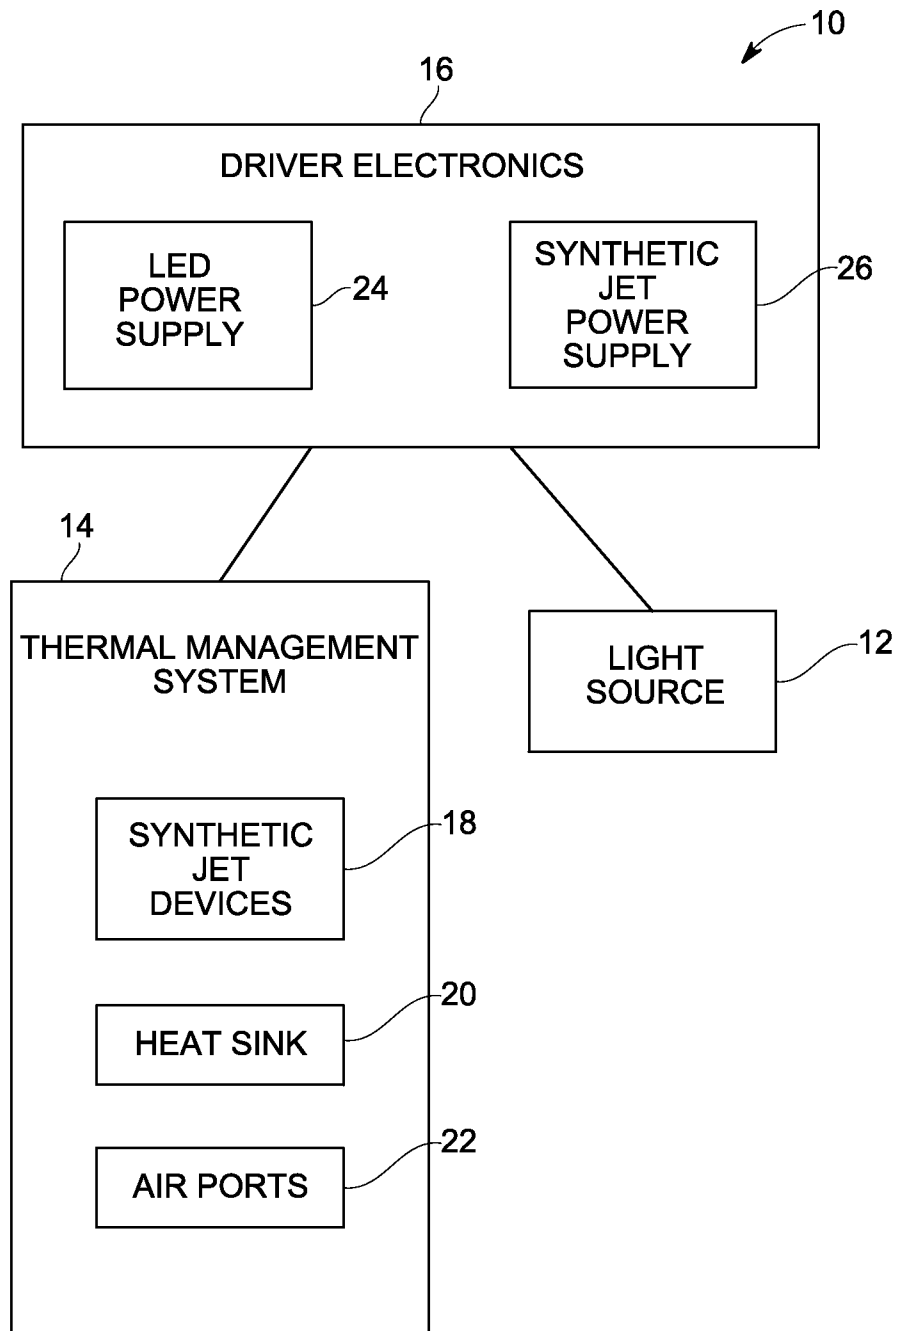 10
16
DRIVER ELECTRONICS
LED
POWER
SUPPLY
24
SYNTHETIC
JET
POWER
SUPPLY
26
14
THERMAL MANAGEMENT
SYSTEM
LIGHT
SOURCE
12
SYNTHETIC
JET
DEVICES
18
HEAT SINK
20
AIR PORTS
22